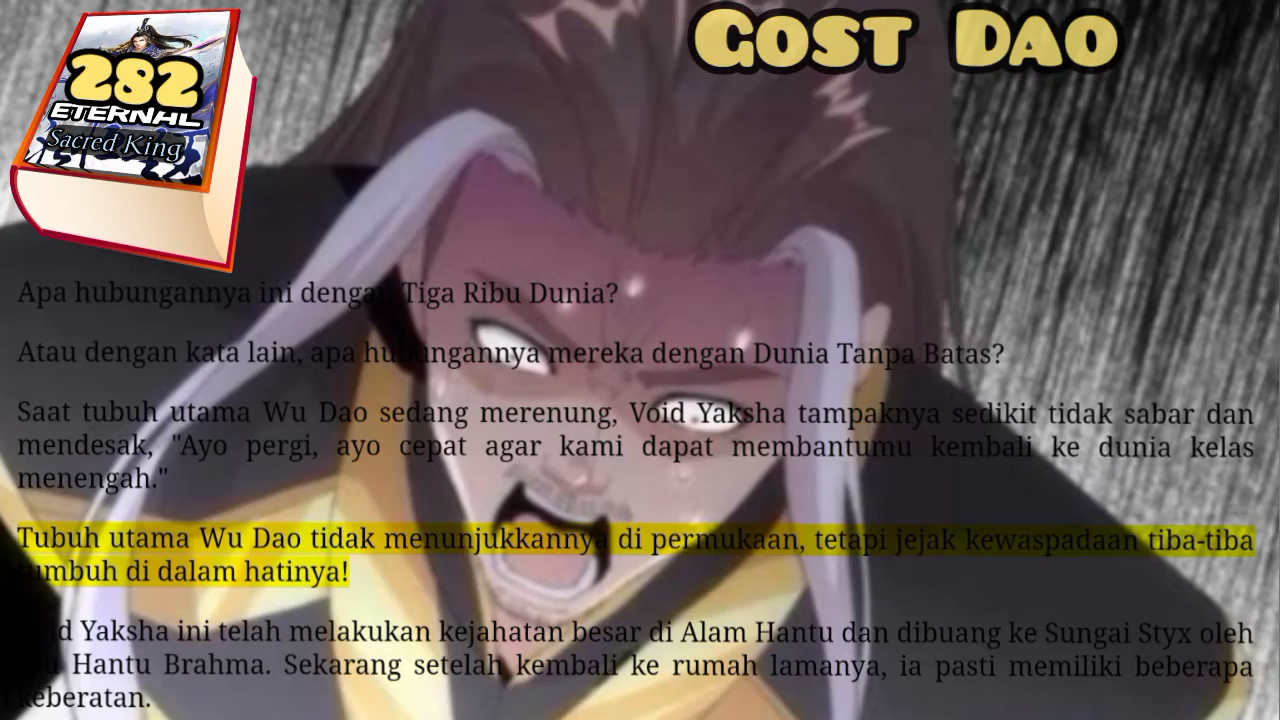 GOST DAO
282
ETERNAL
Sacred King
Apa hubungannya ini dengan Tiga Ribu Dunia?
Atau dengan kata lain, apa hubungannya mereka dengan Dunia Tanpa Batas?
Saat tubuh utama Wu Dao sedang merenung, Void Yaksha tampaknya sedikit tidak sabar dan
mendesak, "Ayo pergi, ayo cepat agar kami dapat membantumu kembali ke dunia kelas
menengah."
Tubuh utama Wu Dao tidak menunjukkannya di permukaan, tetapi jejak kewaspadaan tiba-tiba
tumbuh di dalam hatinya!
Void Yaksha ini telah melakukan kejahatan besar di Alam Hantu dan dibuang ke Sungai Styx oleh
Hantu Brahma. Sekarang setelah kembali ke rumah lamanya, ia pasti memiliki beberapa
keberatan.